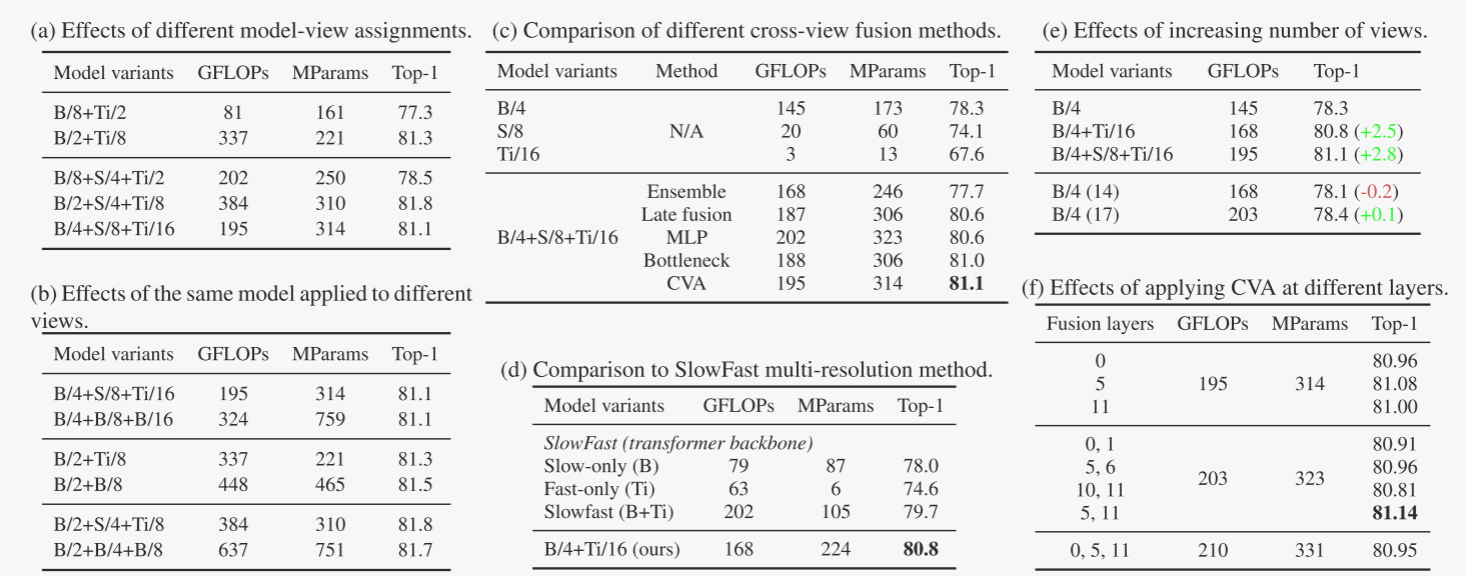 (a) Effects of different model-view assignments.
Model variants GFLOPs MParams Top-1
B/8+Ti/2 81 161 77.3
B/2+Ti/8 337 221 81.3
B/8+S/4+Ti/2 202 250 78.5
B/2+S/4+Ti/8 384 310 81.8
B/4+S/8+Ti/16 195 314 81.1
(b) Effects of the same model applied to different
views.
Model variants GFLOPs MParams Top-1
B/4+S/8+Ti/16 195 314 81.1
B/4+B/8+B/16 324 759 81.1
B/2+Ti/8 337 221 81.3
B/2+B/8 448 465 81.5
B/2+S/4+Ti/8 384 310 81.8
B/2+B/4+B/8 637 751 81.7
(c) Comparison of different cross-view fusion methods.
Model variants Method GFLOPs MParams Top-1
B/4 145 173 78.3
S/8 N/A 20 60 74.1
Ti/16 3 13 67.6
Ensemble 168 246 77.7
Late fusion 187 306 80.6
B/4+S/8+Ti/16 MLP 202 323 80.6
Bottleneck 188 306 81.0
CVA 195 314 81.1
(d) Comparison to SlowFast multi-resolution method.
Model variants GFLOPs MParams Top-1
SlowFast (transformer backbone)
Slow-only (B) 79 87 78.0
Fast-only (Ti) 63 6 74.6
Slowfast (B+Ti) 202 105 79.7
B/4+Ti/16 (ours) 168 224 80.8
(e) Effects of increasing number of views.
Model variants GFLOPs Top-1
B/4 145 78.3
B/4+Ti/16 168 80.8 (+2.5)
B/4+S/8+Ti/16 195 81.1 (+2.8)
B/4 (14) 168 78.1 (-0.2)
B/4 (17) 203 78.4 (+0.1)
(f) Effects of applying CVA at different layers.
Fusion layers GFLOPs MParams Top-1
0 80.96
5 195 314 81.08
11 81.00
0, 1 80.91
5, 6 80.96
203 323
10, 11 80.81
5, 11 81.14
0, 5, 11 210 331 80.95